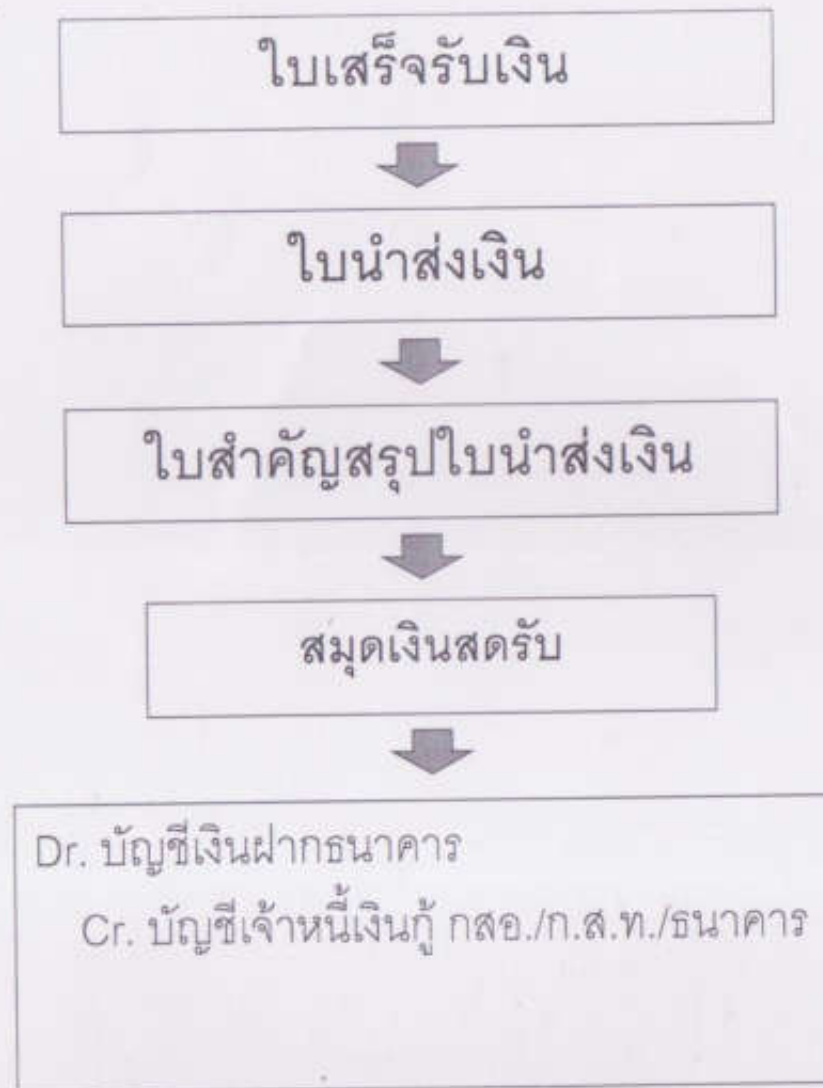 ใบเสร็จรับเงิน
ใบนำส่งเงิน
ใบสำคัญสรุปใบนำส่งเงิน
สมุดเงินสดรับ
Dr. บัญชีเงินฝากธนาคาร
Cr. บัญชีเจ้าหนี้เงินกู้ กสอ./ก.ส.ท./ธนาคาร